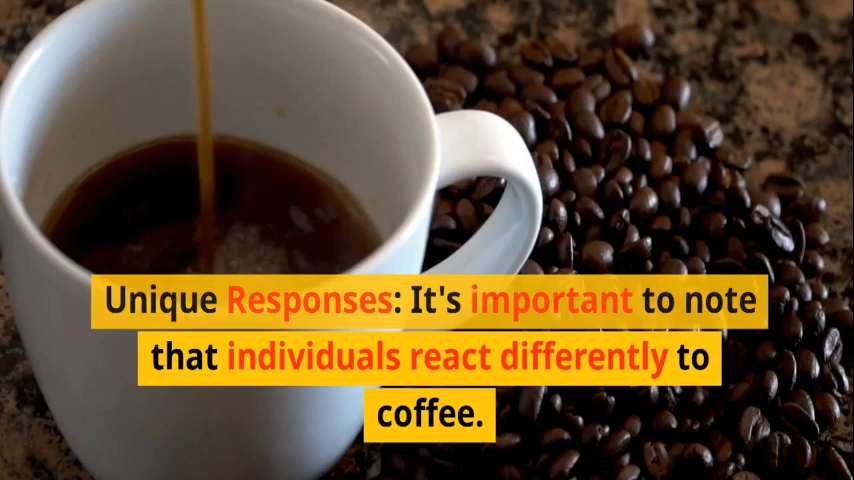 Unique Responses: It's important to note
that individuals react differently to
coffee.